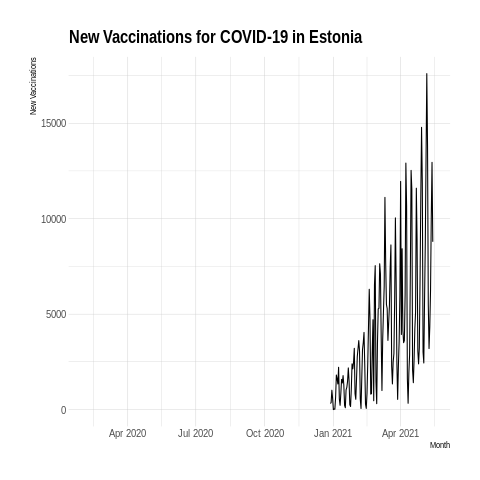 New Vaccinations for COVID-19 in Estonia
New Vaccinations
15000
10000
5000
0
Apr 2020 Jul 2020 Oct 2020 Jan 2021 Apr 2021
Month